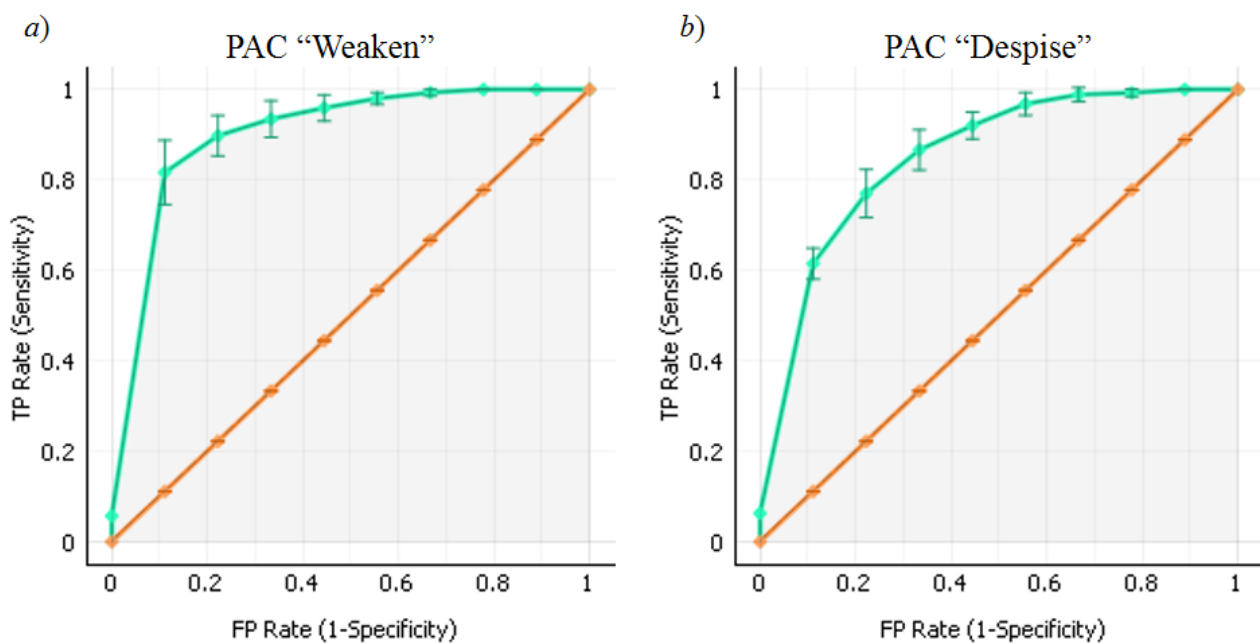 a)
PAC “Weaken”
1
0.8
0.6
0.4
0.2
0
TP Rate (Sensitivity)
0 0.2 0.4 0.6 0.8 1
FP Rate (1-Specificity)
b)
PAC “Despise”
1
0.8
0.6
0.4
0.2
0
TP Rate (Sensitivity)
0 0.2 0.4 0.6 0.8 1
FP Rate (1-Specificity)